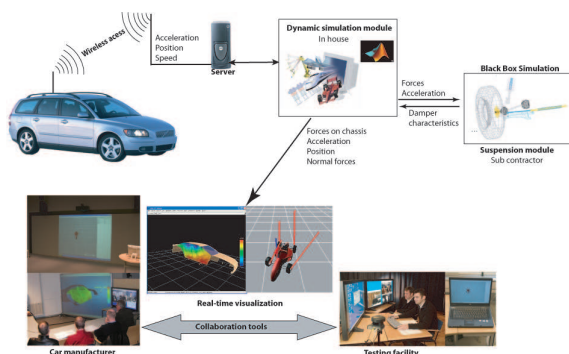 Wireless acess
Acceleration
Position
Speed
Server
Dynamic simulation module
In house
Forces
Acceleration
Damper
characteristics
Black Box Simulation
Suspension module
Sub contractor
Forces on chassis
Acceleration
Position
Normal forces
Real-time visualization
Collaboration tools
Car manufacturer
Testing facility